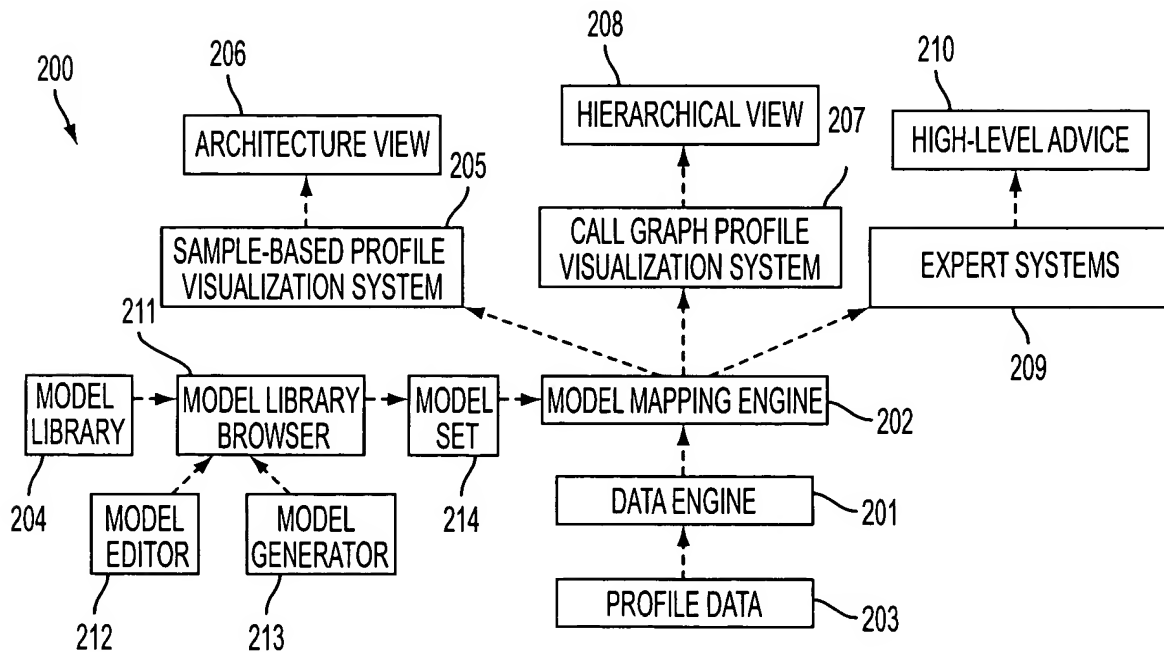 200
206
208
210
ARCHITECTURE VIEW
HIERARCHICAL VIEW
207
HIGH-LEVEL ADVICE
205
SAMPLE-BASED PROFILE
VISUALIZATION SYSTEM
CALL GRAPH PROFILE
VISUALIZATION SYSTEM
EXPERT SYSTEMS
209
211
MODEL
LIBRARY
MODEL LIBRARY
BROWSER
MODEL
SET
MODEL MAPPING ENGINE
202
204
214
MODEL
EDITOR
MODEL
GENERATOR
DATA ENGINE
201
212
213
PROFILE DATA
203